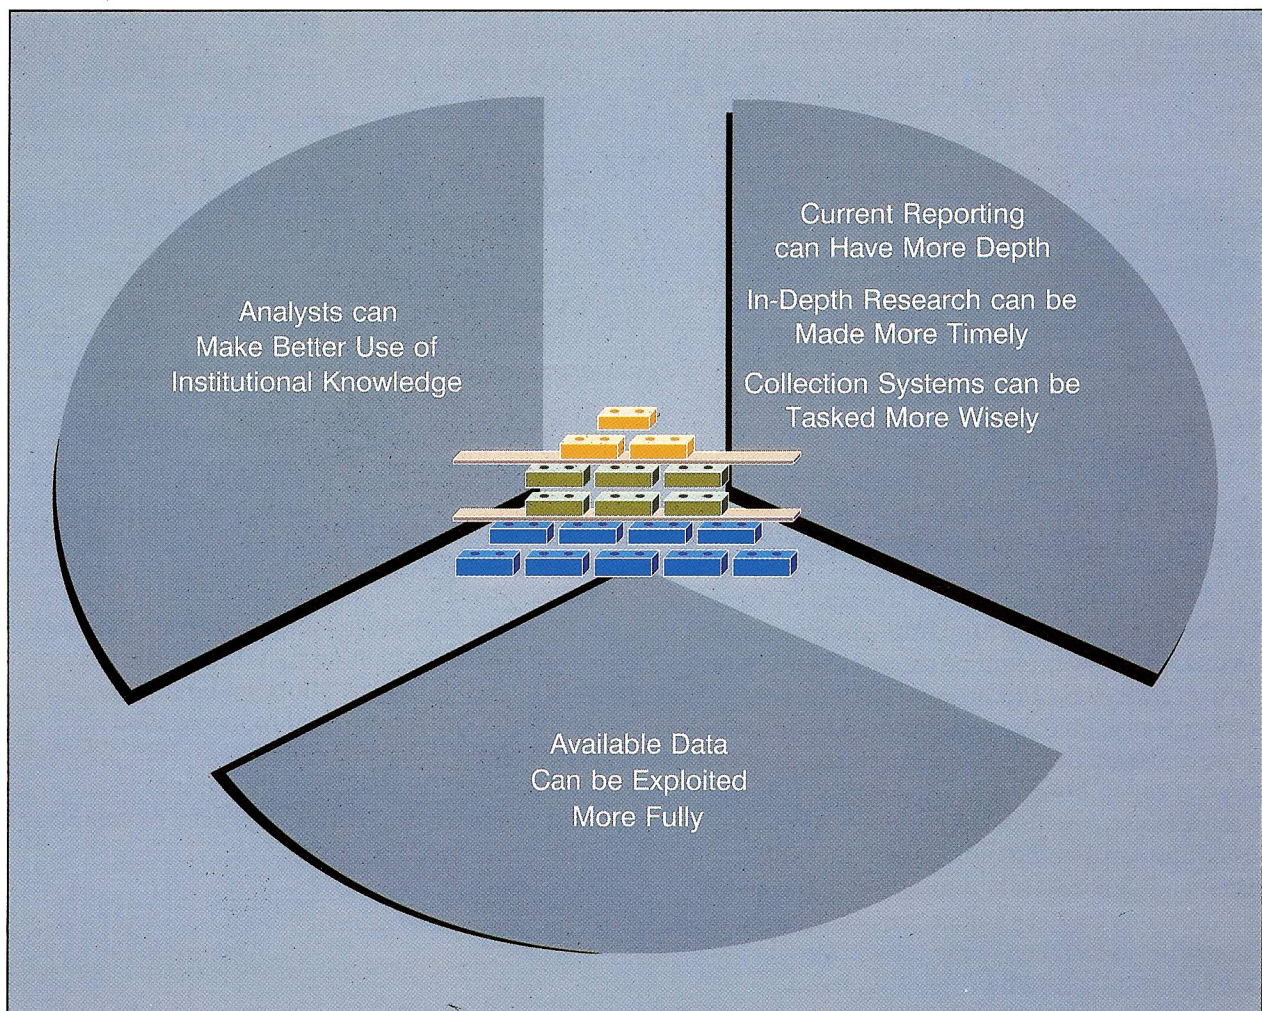 Analysts can
Make Better Use of
Institutional Knowledge
Current Reporting
can Have More Depth
In-Depth Research can be
Made More Timely
Collection Systems can be
Tasked More Wisely
Available Data
Can be Exploited
More Fully